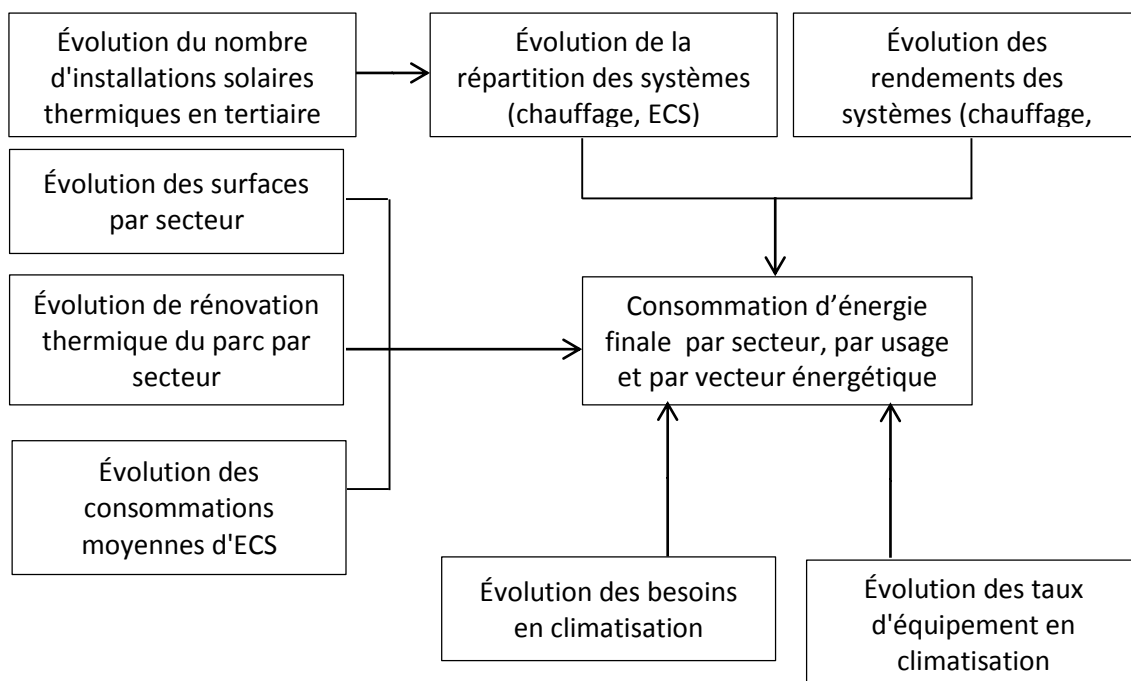 Évolution du nombre
d'installations solaires
thermiques en tertiaire
Évolution de la
répartition des systèmes
(chauffage, ECS)
Évolution des
rendements des
systèmes (chauffage,
Évolution des surfaces
par secteur
Évolution de rénovation
thermique du parc par
secteur
Consommation d’énergie
finale par secteur, par usage
et par vecteur énergétique
Évolution des
consommations
moyennes d'ECS
Évolution des besoins
en climatisation
Évolution des taux
d'équipement en
climatisation